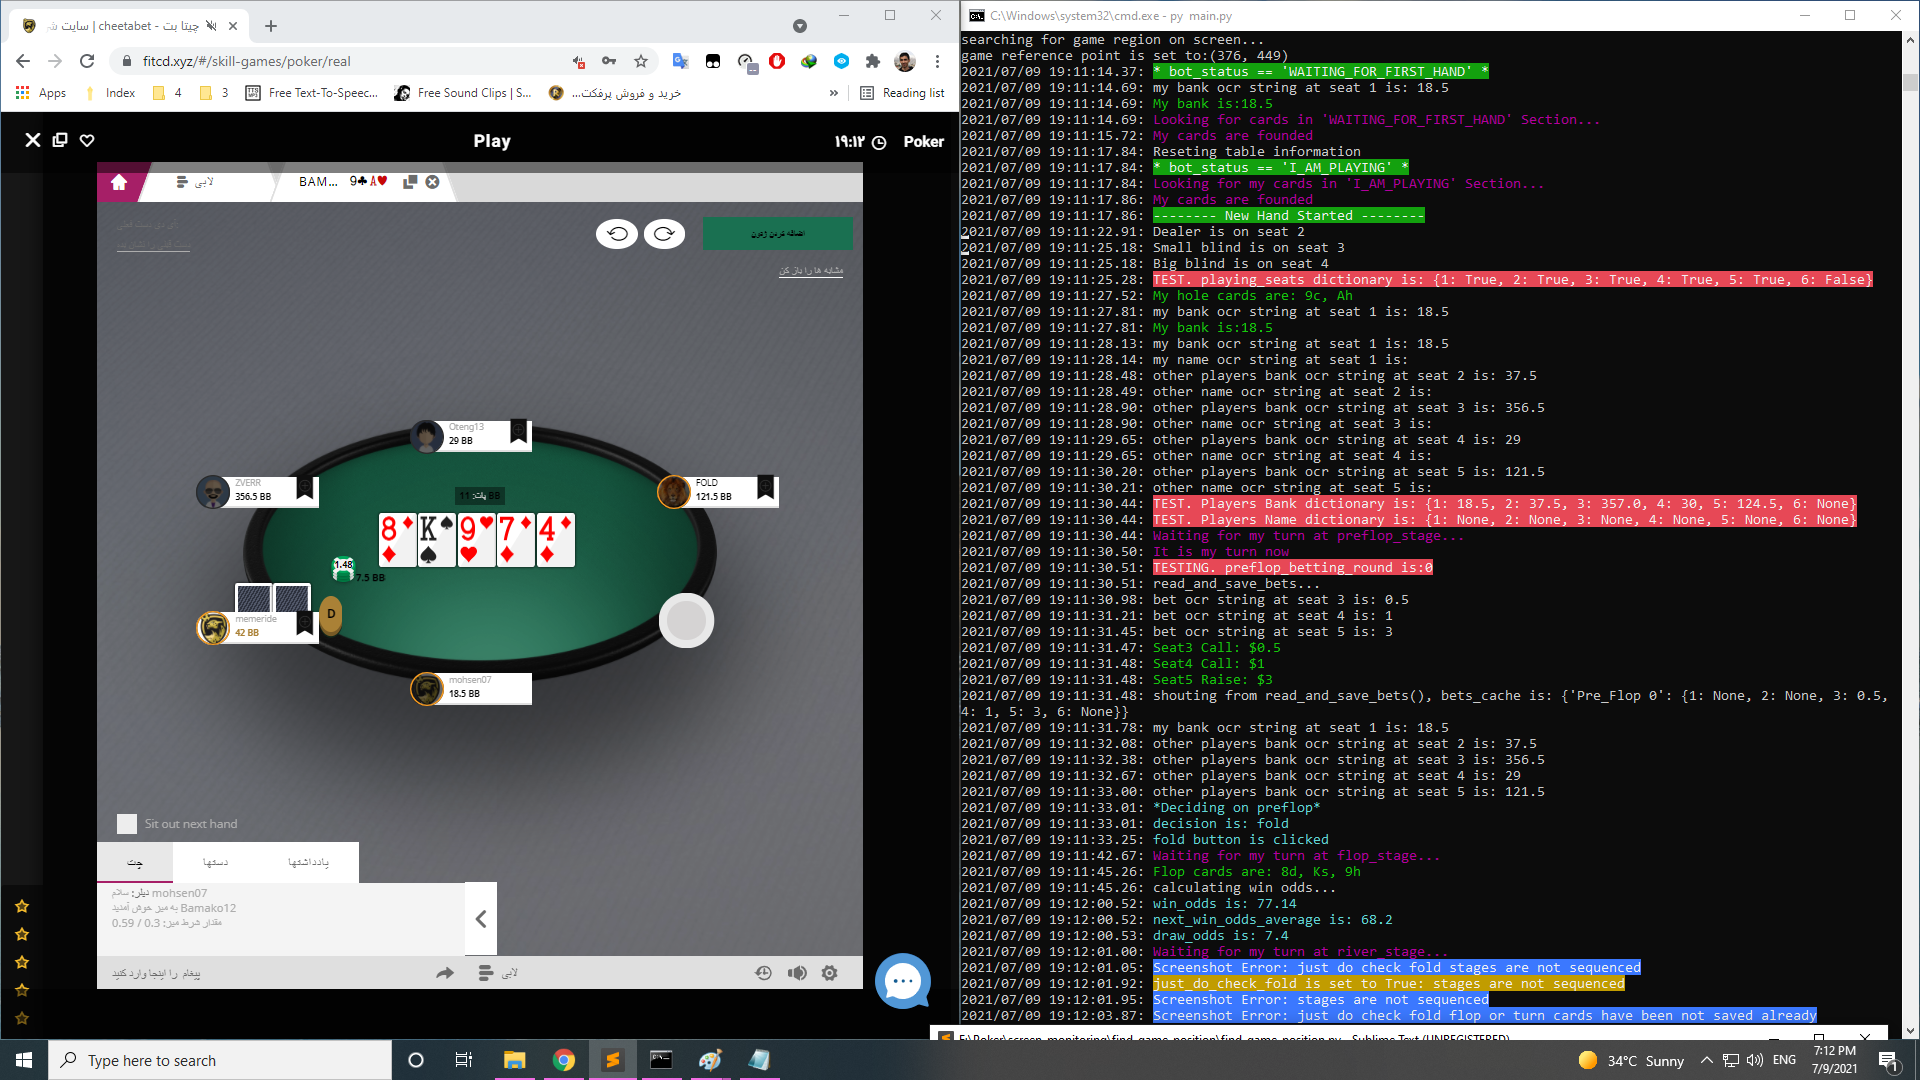 چیتا بت - cheetabet | سایت
fitcd.xyz/#/skill-games/poker/real
Apps
Index
4
3
Free Text-To-Speec...
Free Sound Clips | S...
خرید و فروش پرفکت...
»
Reading list
Play
۱۹:۱۲
Poker
لابی
BAM... 9♣A♥
اضافه کردن ژتون
مشابه ها را باز کن
Oteng13
29 BB
ZVERR
356.5 BB
FOLD
121.5 BB
پات: 11 BB
8♦ K♠ 9♥ 7♦ 4♦
1.48
7.5 BB
D
memeride
42 BB
mohsen07
18.5 BB
Sit out next hand
چت
دستها
یادداشتها
دیلر: سلام mohsen07
به میز خوش آمدید Bamako12
مقدار شرط میز: 0.3 / 0.59
پیغام را اینجا وارد کنید
لابی
C:\Windows\system32\cmd.exe - py main.py
searching for game region on screen...
game reference point is set to:(376, 449)
2021/07/09 19:11:14.37: * bot_status == 'WAITING_FOR_FIRST_HAND' *
2021/07/09 19:11:14.69: my bank ocr string at seat 1 is: 18.5
2021/07/09 19:11:14.69: My bank is:18.5
2021/07/09 19:11:14.69: Looking for cards in 'WAITING_FOR_FIRST_HAND' Section...
2021/07/09 19:11:15.72: My cards are founded
2021/07/09 19:11:17.84: Reseting table information
2021/07/09 19:11:17.84: * bot_status == 'I_AM_PLAYING' *
2021/07/09 19:11:17.84: Looking for my cards in 'I_AM_PLAYING' Section...
2021/07/09 19:11:17.86: My cards are founded
2021/07/09 19:11:17.86: -------- New Hand Started --------
2021/07/09 19:11:22.91: Dealer is on seat 2
2021/07/09 19:11:25.18: Small blind is on seat 3
2021/07/09 19:11:25.18: Big blind is on seat 4
2021/07/09 19:11:25.28: TEST. playing_seats dictionary is: {1: True, 2: True, 3: True, 4: True, 5: True, 6: False}
2021/07/09 19:11:27.52: My hole cards are: 9c, Ah
2021/07/09 19:11:27.81: my bank ocr string at seat 1 is: 18.5
2021/07/09 19:11:27.81: My bank is:18.5
2021/07/09 19:11:28.13: my bank ocr string at seat 1 is: 18.5
2021/07/09 19:11:28.14: my name ocr string at seat 1 is:
2021/07/09 19:11:28.48: other players bank ocr string at seat 2 is: 37.5
2021/07/09 19:11:28.49: other name ocr string at seat 2 is:
2021/07/09 19:11:28.90: other players bank ocr string at seat 3 is: 356.5
2021/07/09 19:11:28.90: other name ocr string at seat 3 is:
2021/07/09 19:11:29.65: other players bank ocr string at seat 4 is: 29
2021/07/09 19:11:29.65: other name ocr string at seat 4 is:
2021/07/09 19:11:30.20: other players bank ocr string at seat 5 is: 121.5
2021/07/09 19:11:30.21: other name ocr string at seat 5 is:
2021/07/09 19:11:30.44: TEST. Players Bank dictionary is: {1: 18.5, 2: 37.5, 3: 357.0, 4: 30, 5: 124.5, 6: None}
2021/07/09 19:11:30.44: TEST. Players Name dictionary is: {1: None, 2: None, 3: None, 4: None, 5: None, 6: None}
2021/07/09 19:11:30.44: Waiting for my turn at preflop_stage...
2021/07/09 19:11:30.50: It is my turn now
2021/07/09 19:11:30.51: TESTING. preflop_betting_round is:0
2021/07/09 19:11:30.51: read_and_save_bets...
2021/07/09 19:11:30.98: bet ocr string at seat 3 is: 0.5
2021/07/09 19:11:31.21: bet ocr string at seat 4 is: 1
2021/07/09 19:11:31.45: bet ocr string at seat 5 is: 3
2021/07/09 19:11:31.47: Seat3 Call: $0.5
2021/07/09 19:11:31.48: Seat4 Call: $1
2021/07/09 19:11:31.48: Seat5 Raise: $3
2021/07/09 19:11:31.48: shouting from read_and_save_bets(), bets_cache is: {'Pre_Flop 0': {1: None, 2: None, 3: 0.5,
4: 1, 5: 3, 6: None}}
2021/07/09 19:11:31.78: my bank ocr string at seat 1 is: 18.5
2021/07/09 19:11:32.08: other players bank ocr string at seat 2 is: 37.5
2021/07/09 19:11:32.38: other players bank ocr string at seat 3 is: 356.5
2021/07/09 19:11:32.67: other players bank ocr string at seat 4 is: 29
2021/07/09 19:11:33.00: other players bank ocr string at seat 5 is: 121.5
2021/07/09 19:11:33.01: *Deciding on preflop*
2021/07/09 19:11:33.01: decision is: fold
2021/07/09 19:11:33.25: fold button is clicked
2021/07/09 19:11:42.67: Waiting for my turn at flop_stage...
2021/07/09 19:11:45.26: Flop cards are: 8d, Ks, 9h
2021/07/09 19:11:45.26: calculating win odds...
2021/07/09 19:12:00.52: win_odds is: 77.14
2021/07/09 19:12:00.52: next_win_odds_average is: 68.2
2021/07/09 19:12:00.53: draw_odds is: 7.4
2021/07/09 19:12:01.00: Waiting for my turn at river_stage...
2021/07/09 19:12:01.05: Screenshot Error: just do check fold stages are not sequenced
2021/07/09 19:12:01.92: just_do_check_fold is set to True: stages are not sequenced
2021/07/09 19:12:01.95: Screenshot Error: stages are not sequenced
2021/07/09 19:12:03.87: Screenshot Error: just do check fold flop or turn cards have been not saved already
E:\Poker\screen_monitoring\find_game_position\find_game_position.py - Sublime Text (UNREGISTERED)
Type here to search
34°C Sunny
ENG
7:12 PM
7/9/2021
1